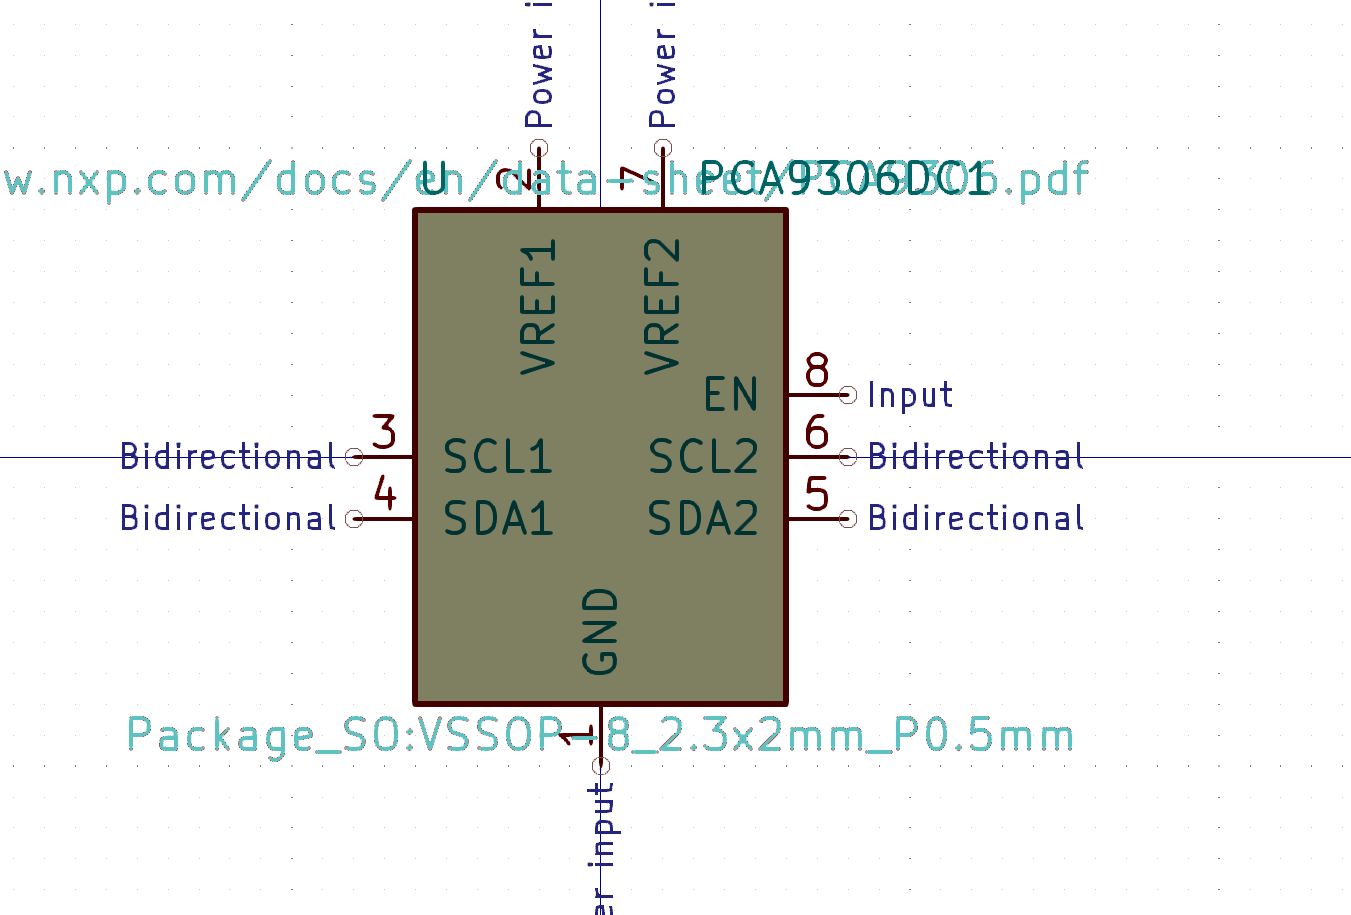 Power i
Power i
w.nxp.com/docs/en/data-sheet/PCA9306.pdf
U
2
7
PCA9306DC1
VREF1
VREF2
8
EN
Input
3
6
Bidirectional
SCL1
SCL2
Bidirectional
4
5
Bidirectional
SDA1
SDA2
Bidirectional
GND
Package_SO:VSSOP-8_2.3x2mm_P0.5mm
1
er input